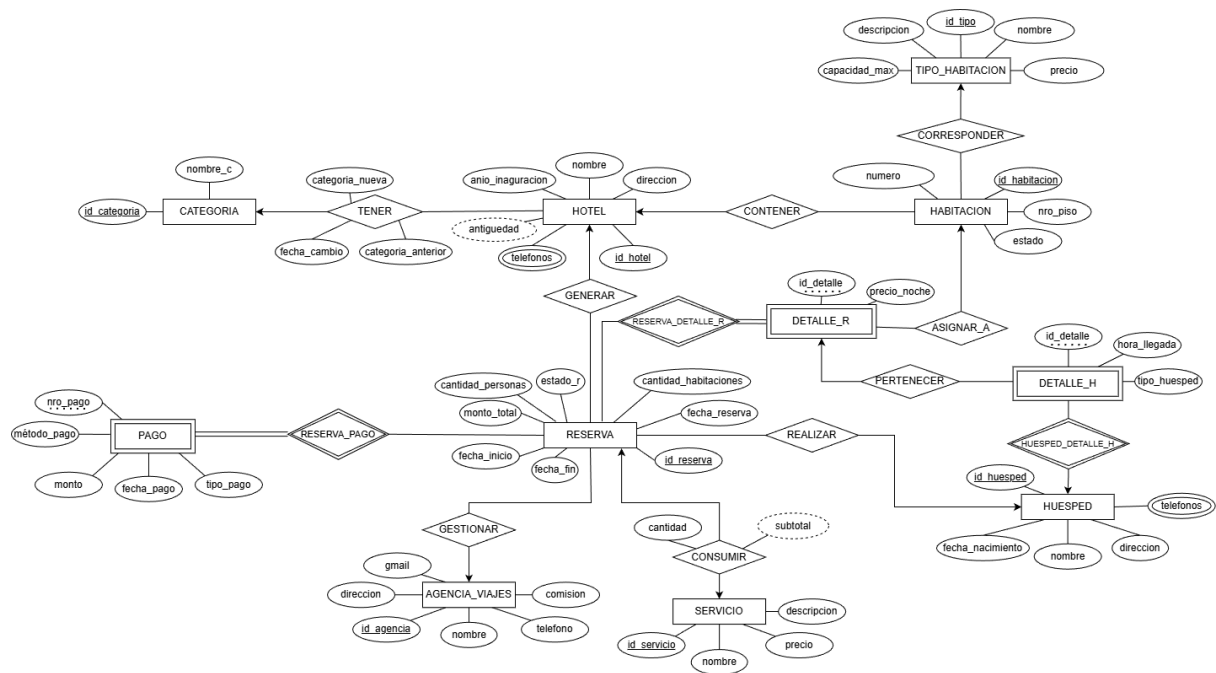 id_tipo
descripcion
nombre
capacidad_max
TIPO_HABITACION
precio
CORRESPONDER
nombre_c
categoria_nueva
nombre
anio_inaguracion
direccion
numero
id_habitacion
id_categoria
CATEGORIA
TENER
HOTEL
CONTENER
HABITACION
nro_piso
antiguedad
fecha_cambio
categoria_anterior
telefonos
id_hotel
estado
GENERAR
id_detalle
precio_noche
RESERVA_DETALLE_R
DETALLE_R
ASIGNAR_A
id_detalle
hora_llegada
cantidad_personas
estado_r
cantidad_habitaciones
PERTENECER
DETALLE_H
tipo_huesped
nro_pago
monto_total
fecha_reserva
método_pago
PAGO
RESERVA_PAGO
RESERVA
REALIZAR
HUESPED_DETALLE_H
fecha_inicio
fecha_fin
id_reserva
monto
fecha_pago
tipo_pago
id_huesped
HUESPED
telefonos
GESTIONAR
cantidad
subtotal
fecha_nacimiento
nombre
direccion
CONSUMIR
gmail
direccion
AGENCIA_VIAJES
comision
SERVICIO
descripcion
id_agencia
nombre
telefono
id_servicio
nombre
precio